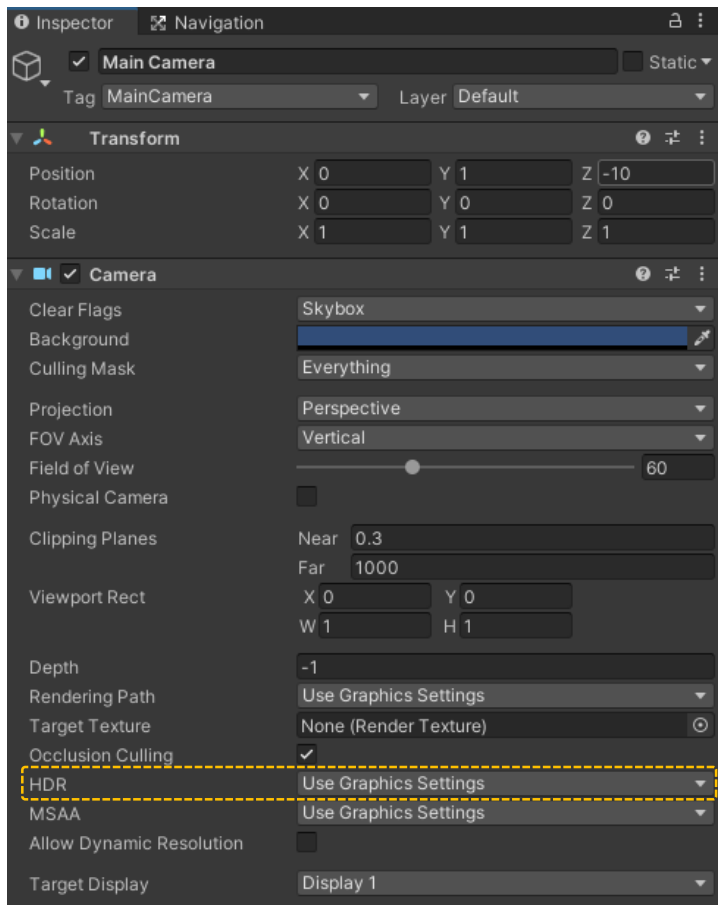 Inspector Navigation
Main Camera Static
Tag MainCamera Layer Default
Transform
Position X 0 Y 1 Z -10
Rotation X 0 Y 0 Z 0
Scale X 1 Y 1 Z 1
Camera
Clear Flags Skybox
Background
Culling Mask Everything
Projection Perspective
FOV Axis Vertical
Field of View 60
Physical Camera
Clipping Planes Near 0.3
Far 1000
Viewport Rect X 0 Y 0
W 1 H 1
Depth -1
Rendering Path Use Graphics Settings
Target Texture None (Render Texture)
Occlusion Culling
HDR Use Graphics Settings
MSAA Use Graphics Settings
Allow Dynamic Resolution
Target Display Display 1